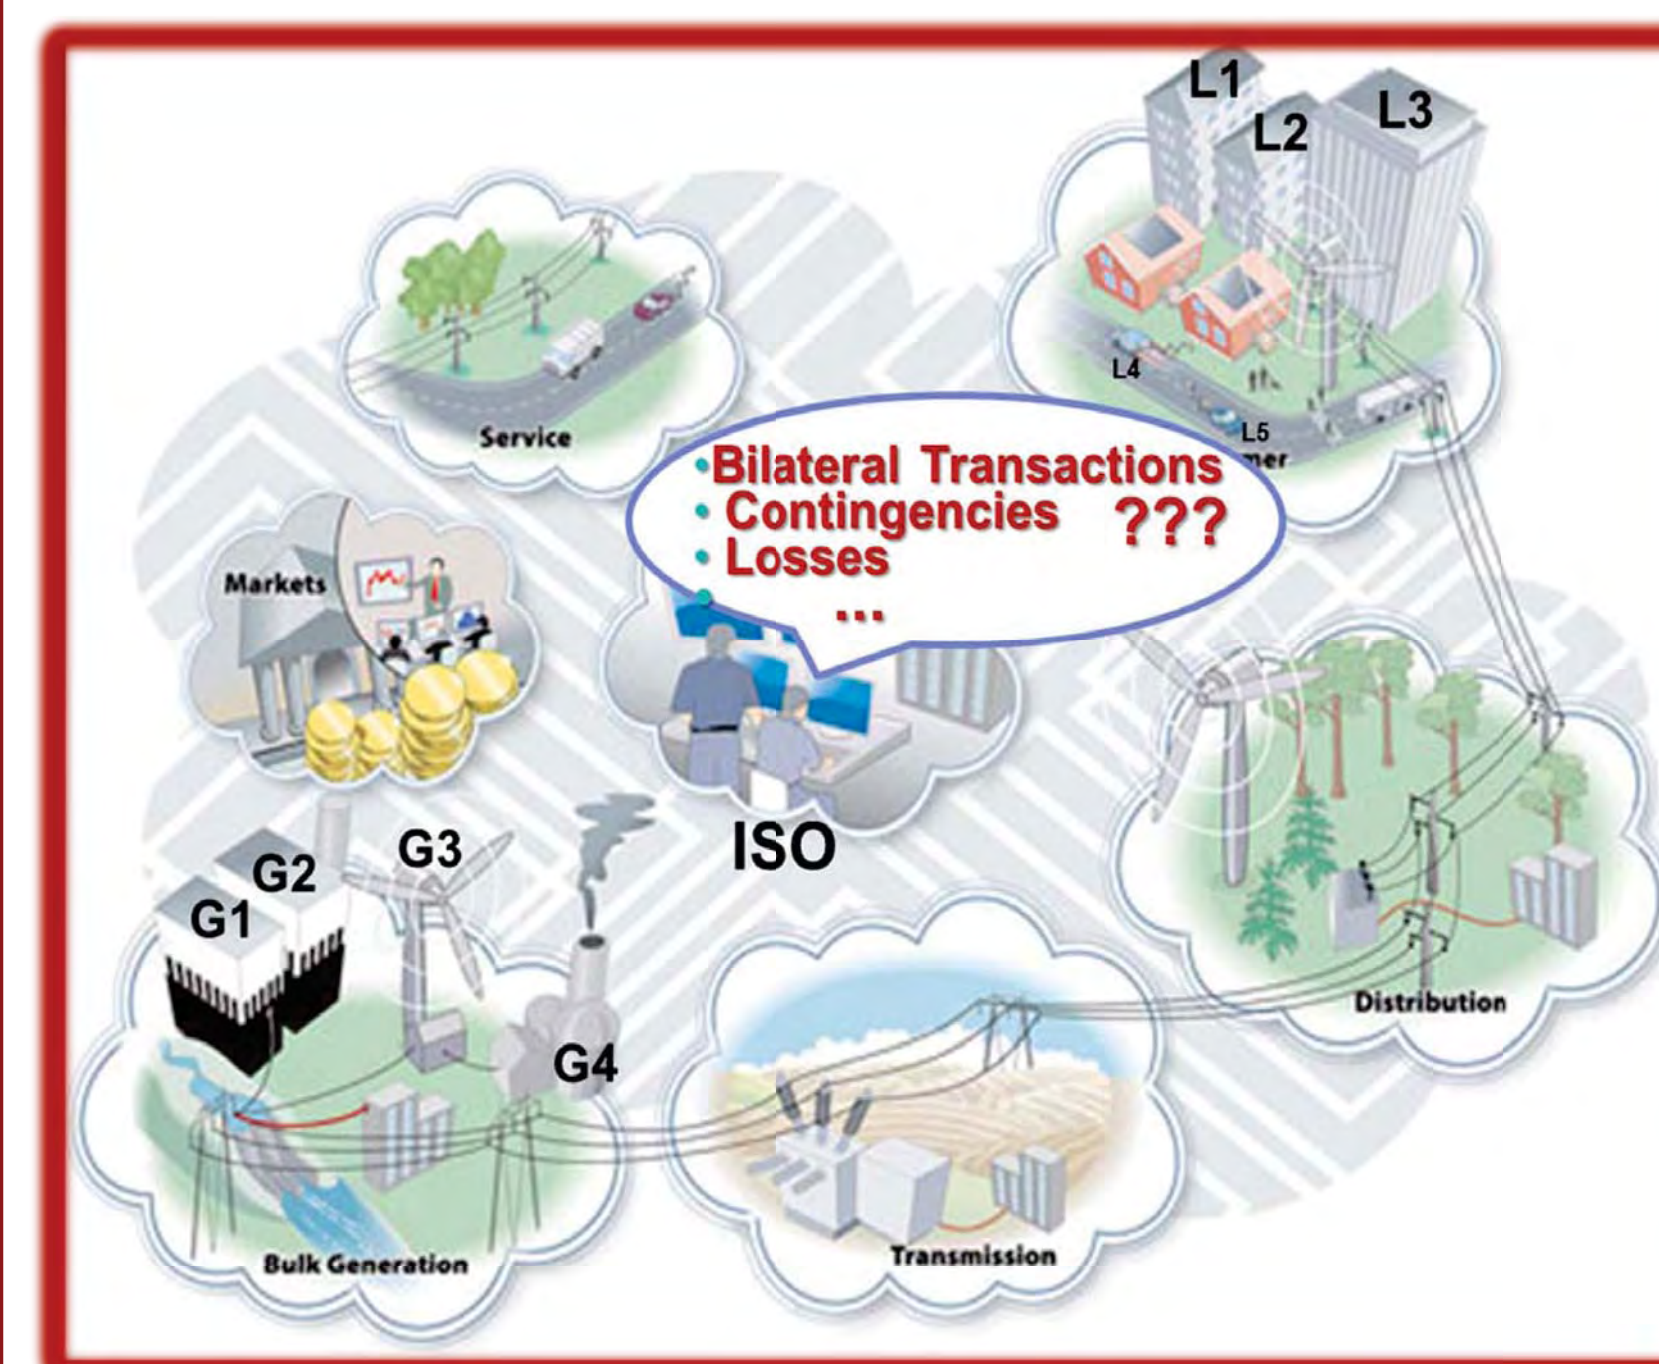 L1
L2
L3
L4
L5
mer
Service
•Bilateral Transactions
• Contingencies ???
• Losses
• ...
Markets
ISO
G1
G2
G3
G4
Distribution
Bulk Generation
Transmission